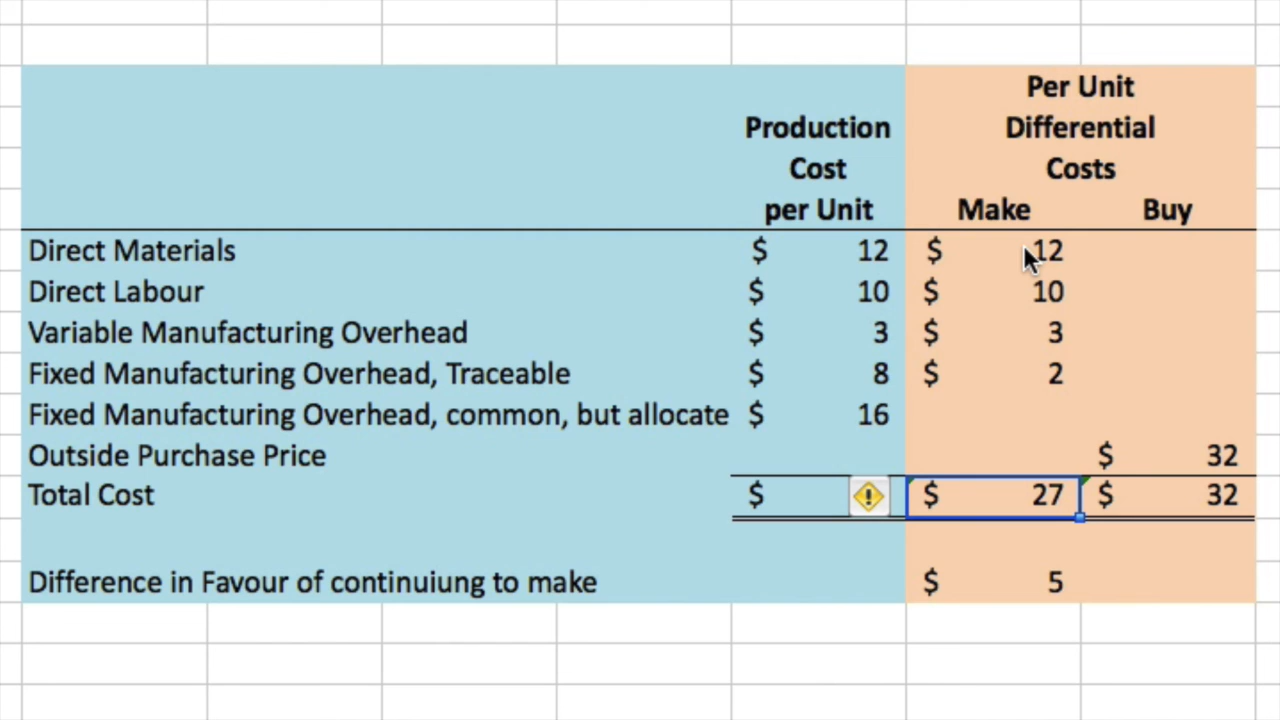 Per Unit
Production Differential
Cost Costs
per Unit Make Buy
Direct Materials $ 12 $ 12
Direct Labour $ 10 $ 10
Variable Manufacturing Overhead $ 3 $ 3
Fixed Manufacturing Overhead, Traceable $ 8 $ 2
Fixed Manufacturing Overhead, common, but allocate $ 16
Outside Purchase Price $ 32
Total Cost $ $ 27 $ 32
Difference in Favour of continuiung to make $ 5